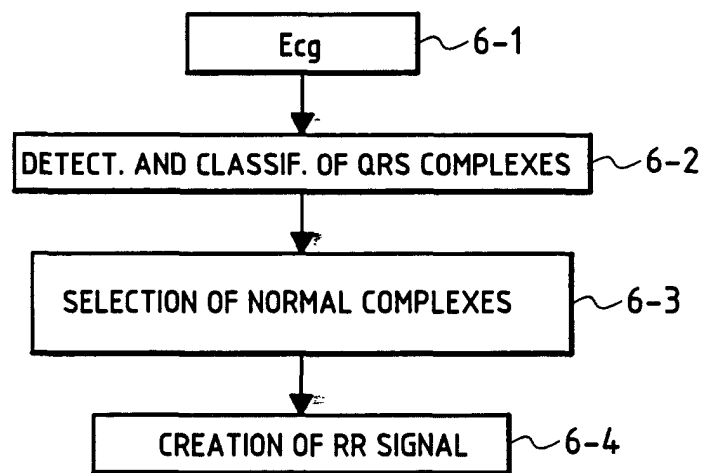 Ecg 6-1
DETECT. AND CLASSIF. OF QRS COMPLEXES 6-2
SELECTION OF NORMAL COMPLEXES 6-3
CREATION OF RR SIGNAL 6-4